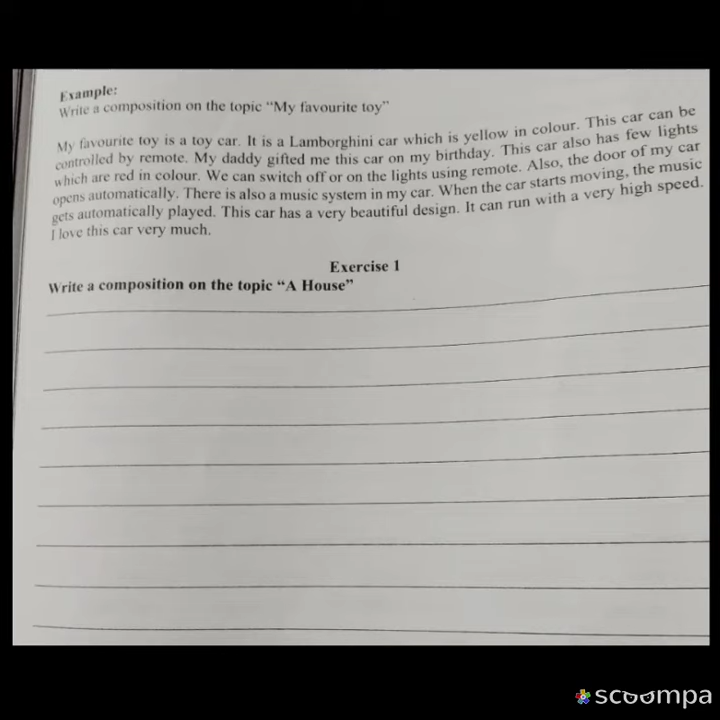 Example:
Write a composition on the topic “My favourite toy”
My favourite toy is a toy car. It is a Lamborghini car which is yellow in colour. This car can be
controlled by remote. My daddy gifted me this car on my birthday. This car also has few lights
which are red in colour. We can switch off or on the lights using remote. Also, the door of my car
opens automatically. There is also a music system in my car. When the car starts moving, the music
gets automatically played. This car has a very beautiful design. It can run with a very high speed.
I love this car very much.
Exercise 1
Write a composition on the topic “A House”
scoompa